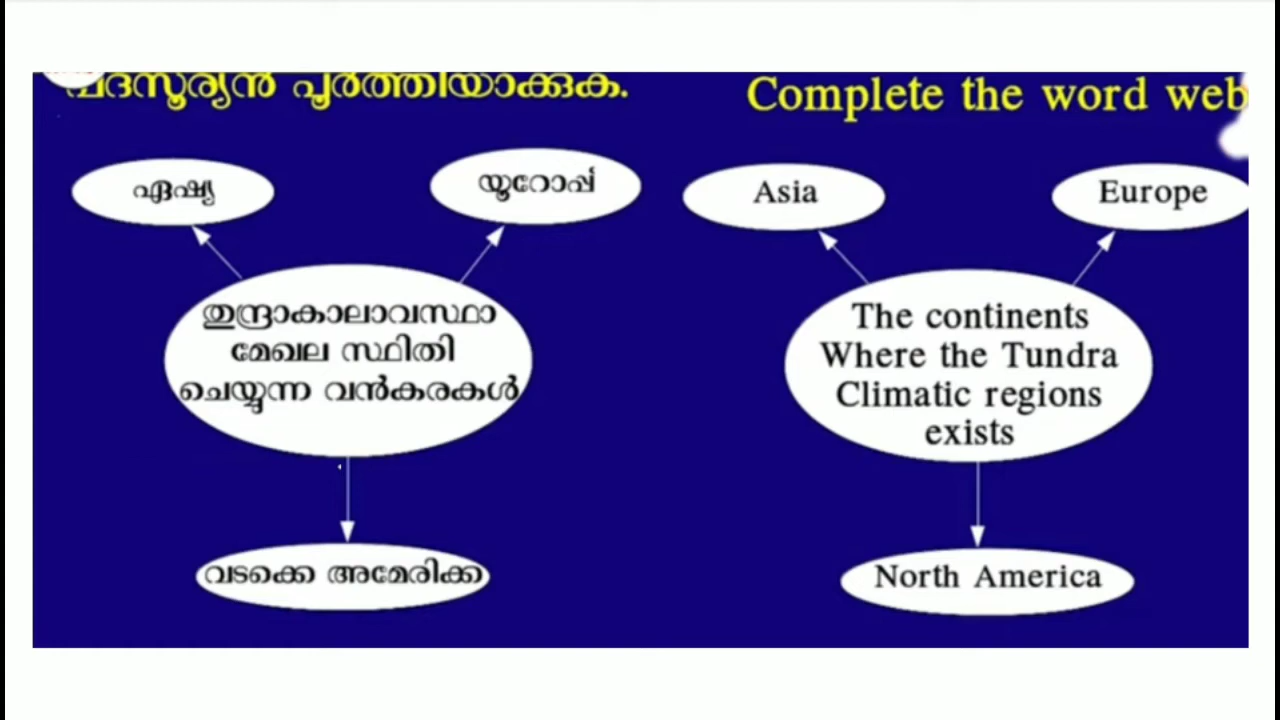 പദസൂര്യൻ പൂർത്തിയാക്കുക.
ഏഷ്യ
യൂറോപ്പ്
തുന്ദ്രാകാലാവസ്ഥാ
മേഖല സ്ഥിതി
ചെയ്യുന്ന വൻകരകൾ
വടക്കെ അമേരിക്ക
Complete the word web
Asia
Europe
The continents
Where the Tundra
Climatic regions
exists
North America